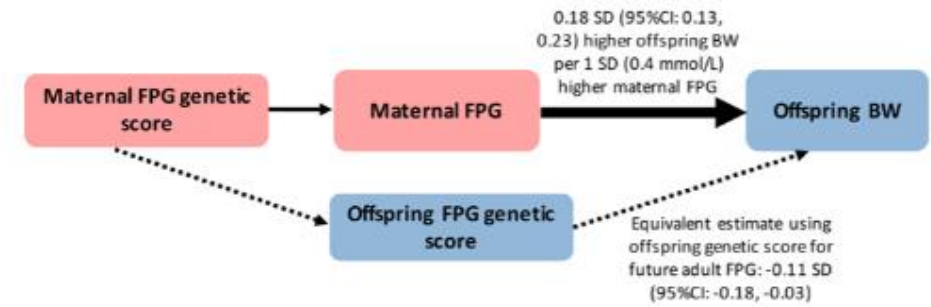 0.18 SD (95%CI: 0.13,
0.23) higher offspring BW
per 1 SD (0.4 mmol/L)
higher maternal FPG
Maternal FPG genetic
score
Maternal FPG
Offspring BW
Offspring FPG genetic
score
Equivalent estimate using
offspring genetic score for
future adult FPG: -0.11 SD
(95%CI: -0.18, -0.03)